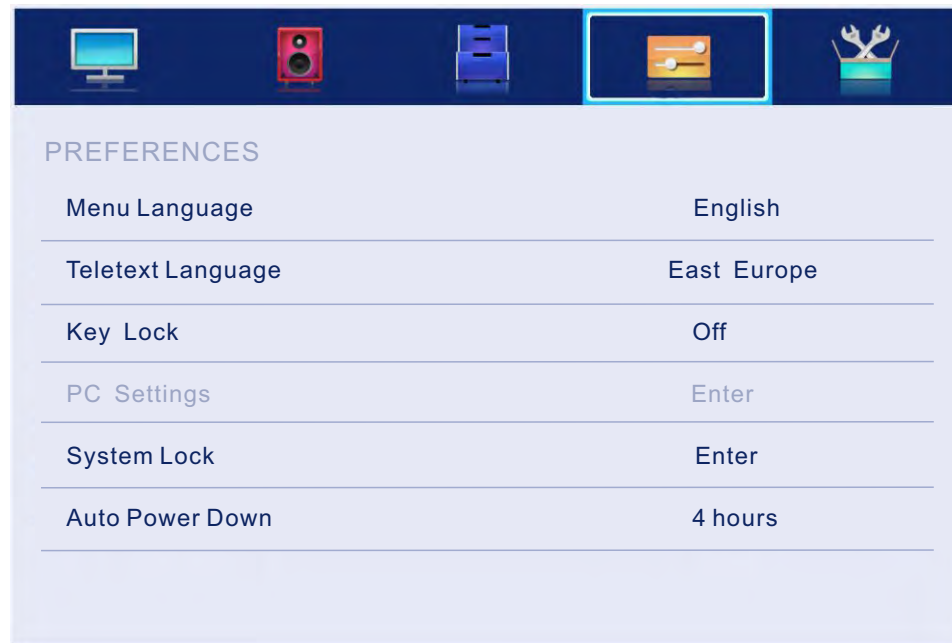 PREFERENCES
Menu Language English
Teletext Language East Europe
Key Lock Off
PC Settings Enter
System Lock Enter
Auto Power Down 4 hours